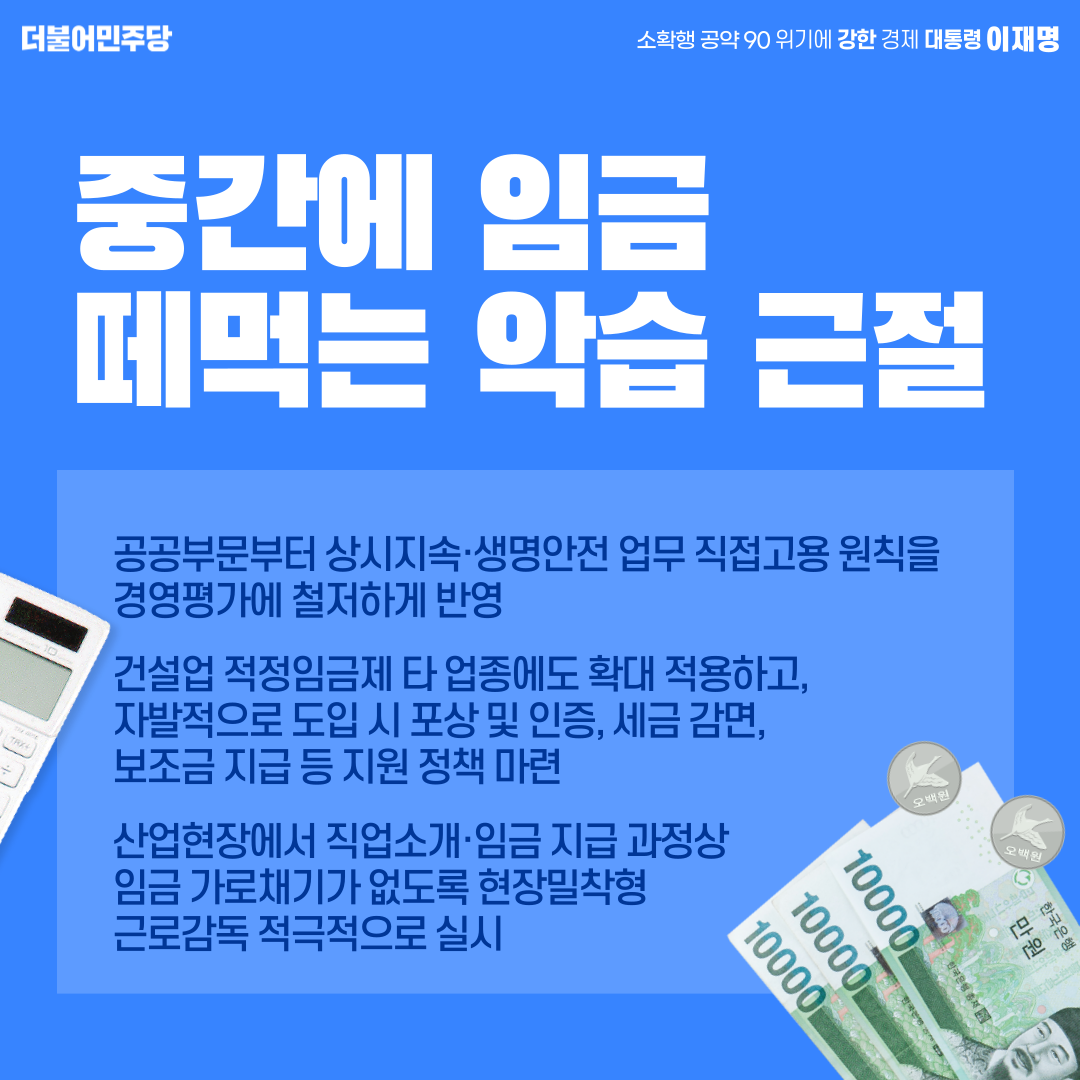 더불어민주당
소확행 공약 90 위기에 강한 경제 대통령 이재명
중간에 임금
떼먹는 악습 근절
공공부문부터 상시지속·생명안전 업무 직접고용 원칙을
경영평가에 철저하게 반영
건설업 적정임금제 타 업종에도 확대 적용하고,
자발적으로 도입 시 포상 및 인증, 세금 감면,
보조금 지급 등 지원 정책 마련
산업현장에서 직업소개·임금 지급 과정상
임금 가로채기가 없도록 현장밀착형
근로감독 적극적으로 실시
오백원
오백원
10000
10000
10000
한국은행
만원